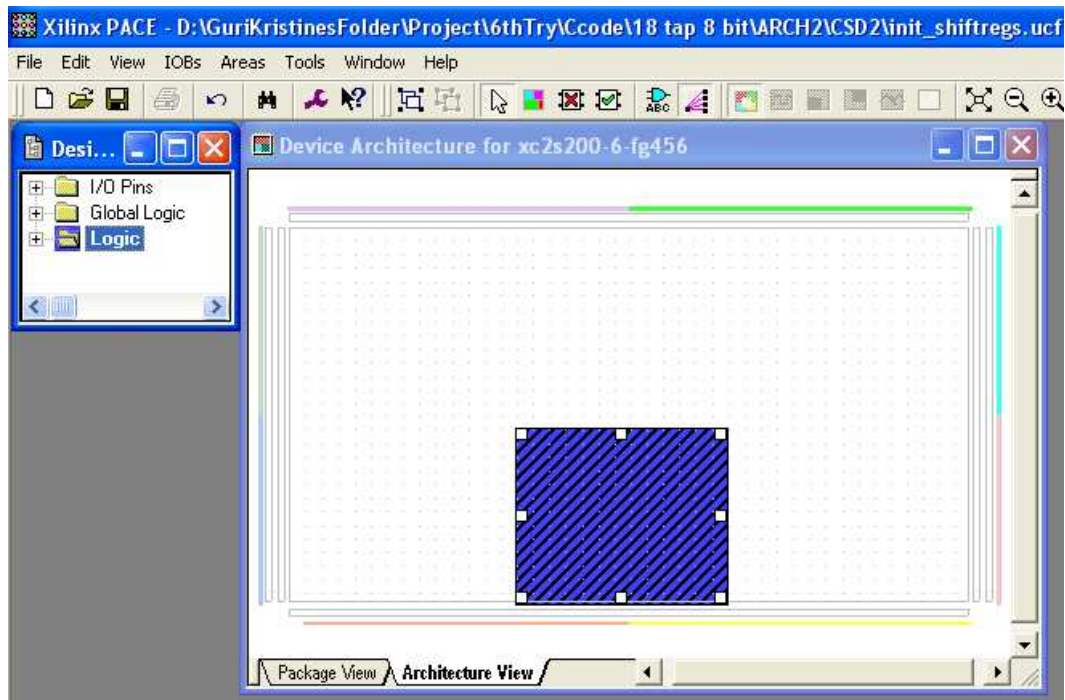 Xilinx PACE - D:\GuriKristinesFolder\Project\6thTry\Ccode\18 tap 8 bit\ARCH2\CSD2\init_shiftregs.ucf
File Edit View IOBs Areas Tools Window Help
ABC
Desi...
Device Architecture for xc2s200-6-fg456
I/O Pins
Global Logic
Logic
Package View Architecture View